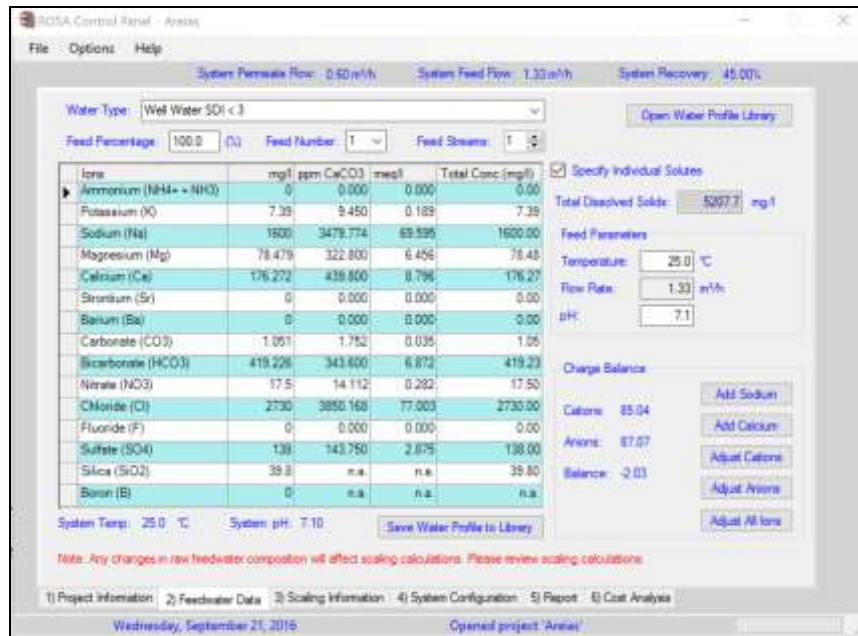 ROSA Control Panel - Areias
File Options Help
System Permeate Flow: 0.60 m³/h System Feed Flow: 1.33 m³/h System Recovery: 45.00%
Water Type: Well Water SDI < 3 Open Water Profile Library
Feed Percentage: 100.0 (%) Feed Number: 1 Feed Streams: 1
Ions mg/l ppm CaCO3 meq/l Total Conc (mg/l)
Ammonium (NH4+ + NH3) 0 0.000 0.000 0.00
Potassium (K) 7.39 9.450 0.189 7.39
Sodium (Na) 1600 3479.774 69.595 1600.00
Magnesium (Mg) 78.479 322.800 6.456 78.48
Calcium (Ca) 176.272 439.800 8.796 176.27
Strontium (Sr) 0 0.000 0.000 0.00
Barium (Ba) 0 0.000 0.000 0.00
Carbonate (CO3) 1.051 1.752 0.035 1.05
Bicarbonate (HCO3) 419.226 343.600 6.872 419.23
Nitrate (NO3) 17.5 14.112 0.282 17.50
Chloride (Cl) 2730 3850.168 77.003 2730.00
Fluoride (F) 0 0.000 0.000 0.00
Sulfate (SO4) 138 143.750 2.875 138.00
Silica (SiO2) 39.8 n.a. n.a. 39.80
Boron (B) 0 n.a. n.a. n.a.
Specify Individual Solutes
Total Dissolved Solids: 5207.7 mg/l
Feed Parameters
Temperature: 25.0 °C
Flow Rate: 1.33 m³/h
pH: 7.1
Charge Balance
Add Sodium
Cations: 85.04
Add Calcium
Anions: 87.07
Adjust Cations
Balance: -2.03
Adjust Anions
Adjust All Ions
System Temp: 25.0 °C System pH: 7.10 Save Water Profile to Library
Note: Any changes in raw feedwater composition will affect scaling calculations. Please review scaling calculations.
1) Project Information 2) Feedwater Data 3) Scaling Information 4) System Configuration 5) Report 6) Cost Analysis
Wednesday, September 21, 2016 Opened project 'Areias'